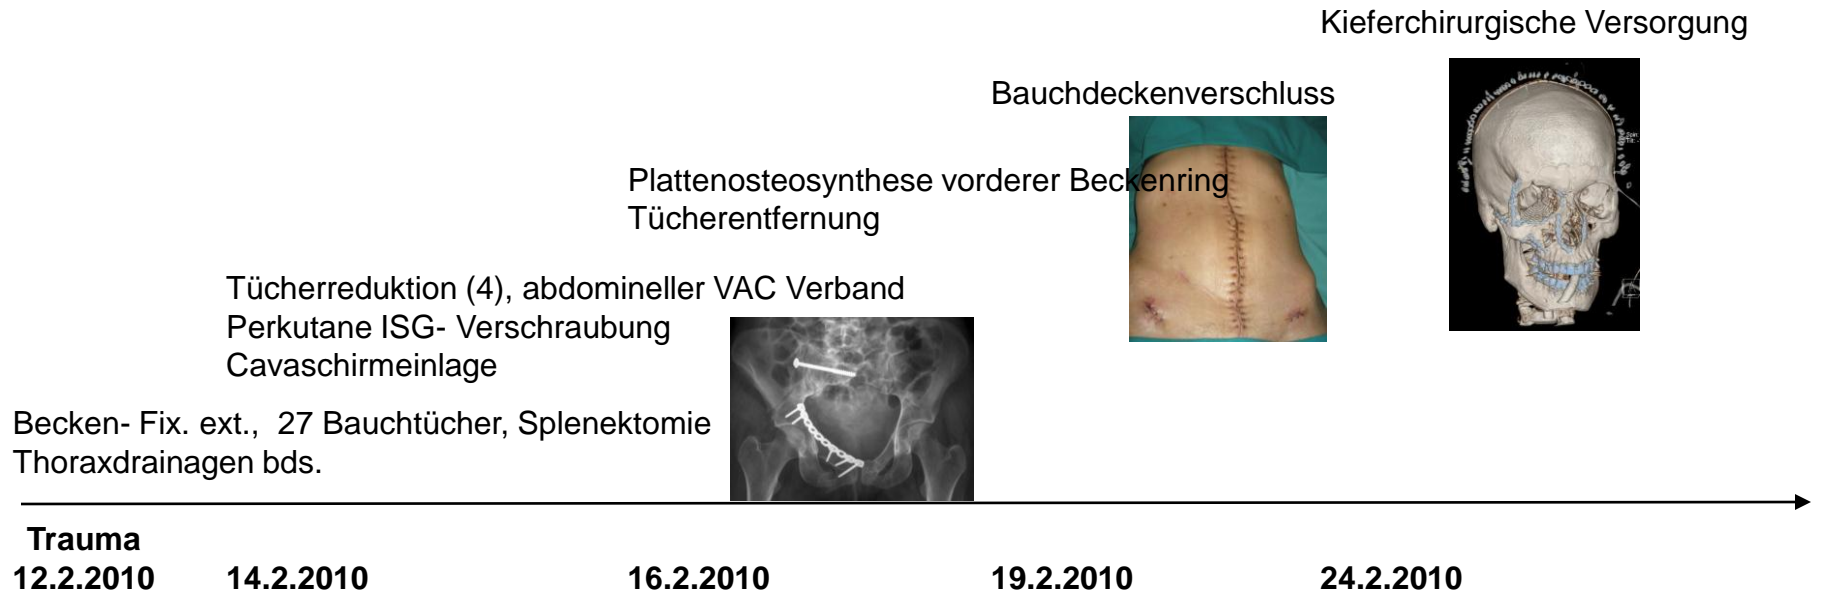 Kieferchirurgische Versorgung
Bauchdeckenverschluss
Plattenosteosynthese vorderer Beckenring
Tücherentfernung
Tücherreduktion (4), abdomineller VAC Verband
Perkutane ISG- Verschraubung
Cavaschirmeinlage
Becken- Fix. ext., 27 Bauchtücher, Splenektomie
Thoraxdrainagen bds.
Trauma
12.2.2010 14.2.2010 16.2.2010 19.2.2010 24.2.2010